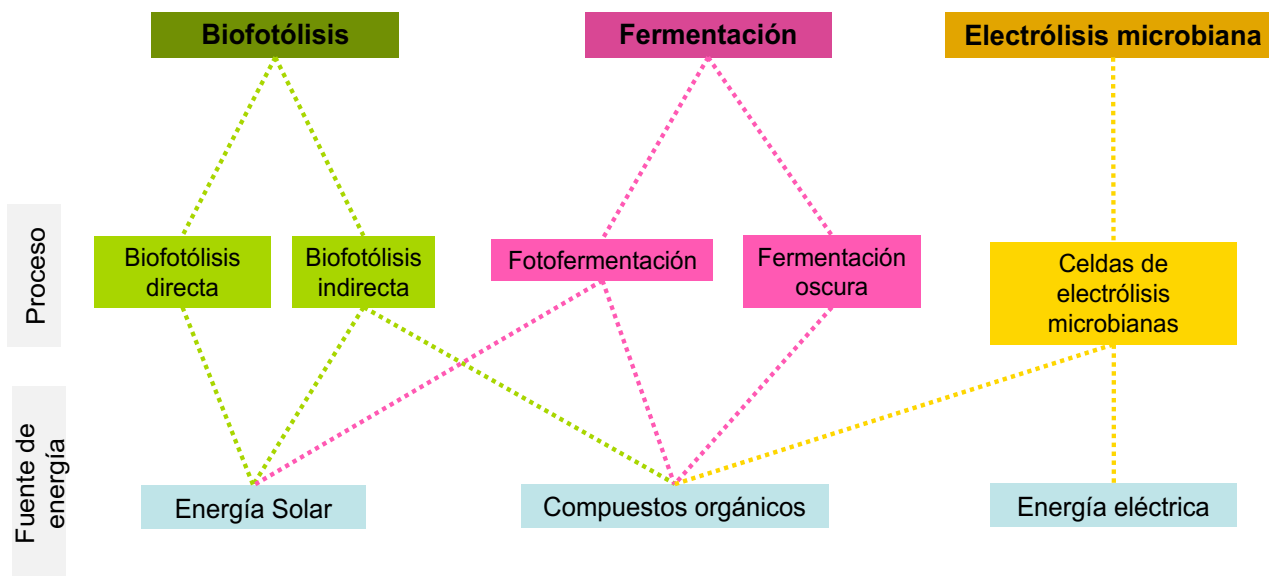 Biofotólisis
Fermentación
Electrólisis microbiana
Proceso
Biofotólisis
directa
Biofotólisis
indirecta
Fotofermentación
Fermentación
oscura
Celdas de
electrólisis
microbianas
Fuente de
energía
Energía Solar
Compuestos orgánicos
Energía eléctrica